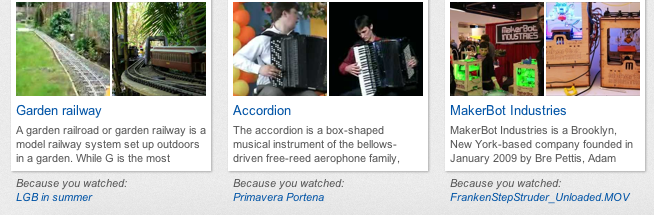 MakerBot
INDUSTRIES
Garden railway
A garden railroad or garden railway is a
model railway system set up outdoors
in a garden. While G is the most
Because you watched:
LGB in summer
Accordion
The accordion is a box-shaped
musical instrument of the bellows-
driven free-reed aerophone family,
Because you watched:
Primavera Portena
MakerBot Industries
MakerBot Industries is a Brooklyn,
New York-based company founded in
January 2009 by Bre Pettis, Adam
Because you watched:
FrankenStepStruder_Unloaded.MOV